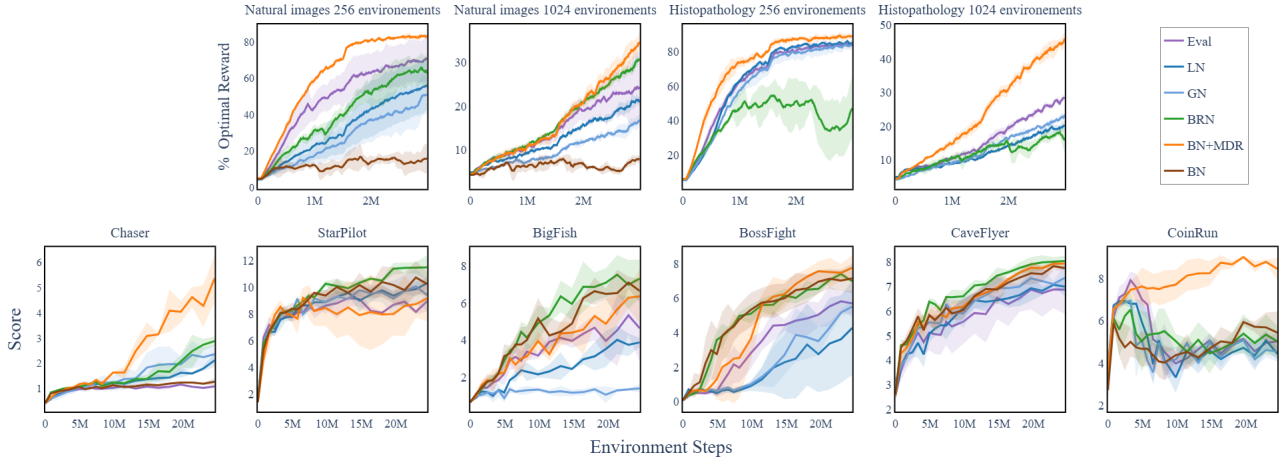 Natural images 256 environements
Natural images 1024 environements
Histopathology 256 environements
Histopathology 1024 environements
% Optimal Reward
80
60
40
20
0
0 1M 2M
30
20
10
0
0 1M 2M
80
60
40
20
0 1M 2M
50
40
30
20
10
0 1M 2M
Eval
LN
GN
BRN
BN+MDR
BN
Chaser
StarPilot
BigFish
BossFight
CaveFlyer
CoinRun
Score
6
5
4
3
2
1
0 5M 10M 15M 20M
12
10
8
6
4
2
0 5M 10M 15M 20M
8
6
4
2
0 5M 10M 15M 20M
8
6
4
2
0
0 5M 10M 15M 20M
8
7
6
5
4
3
2
5M 10M 15M 20M
8
6
4
2
5M 10M 15M 20M
Environment Steps